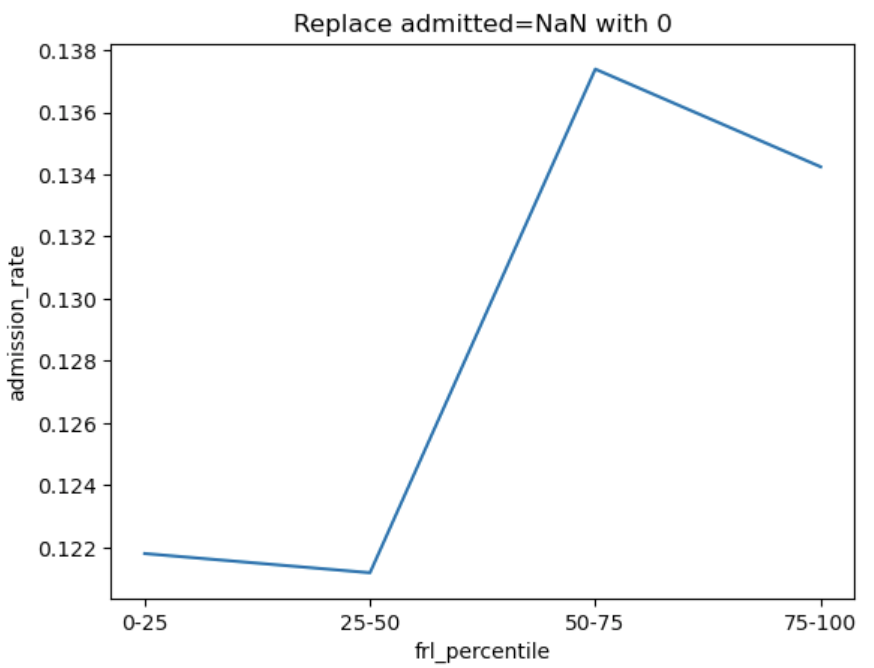 Replace admitted=NaN with 0
0.138
0.136
0.134
0.132
0.130
0.128
0.126
0.124
0.122
admission_rate
0-25 25-50 50-75 75-100
frl_percentile